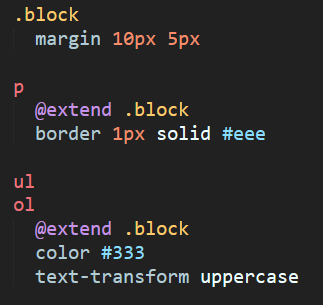 .block
  margin 10px 5px

p
  @extend .block
  border 1px solid #eee

ul
ol
  @extend .block
  color #333
  text-transform uppercase